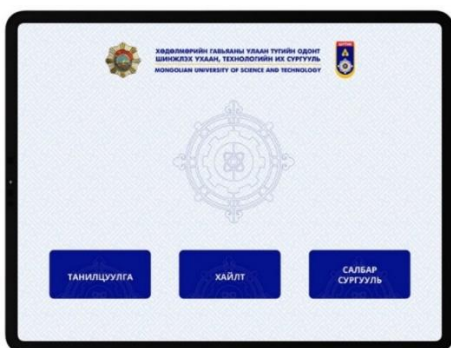 ХӨДӨЛМӨРИЙН ГАВЬЯАНЫ УЛААН ТУГИЙН ОДОНТ
ШИНЖЛЭХ УХААН, ТЕХНОЛОГИЙН ИХ СУРГУУЛЬ
MONGOLIAN UNIVERSITY OF SCIENCE AND TECHNOLOGY
ТАНИЛЦУУЛГА
ХАЙЛТ
САЛБАР
СУРГУУЛЬ